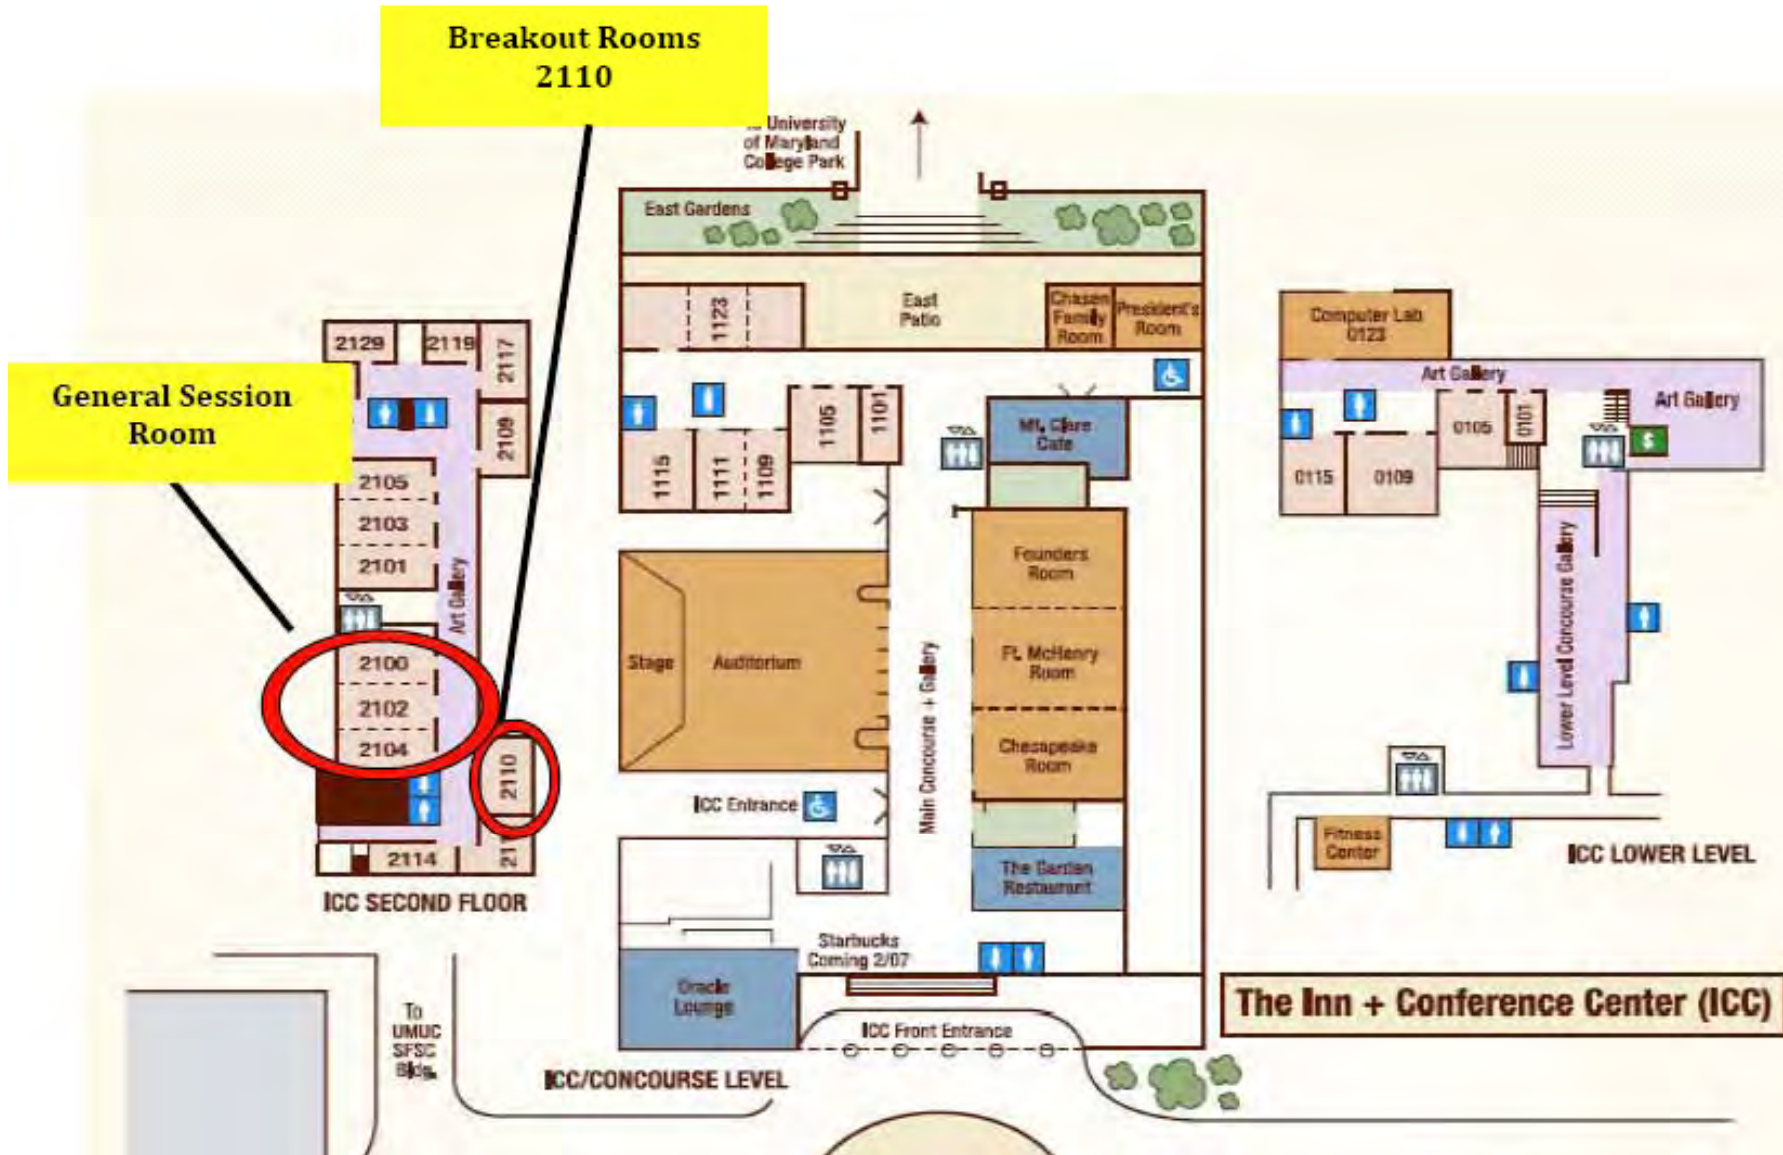 Breakout Rooms
2110
General Session
Room
To University
of Maryland
College Park
East Gardens
East
Patio
Chasen
Family
Room
President's
Room
1123
1115
1111
1109
1105
1101
Mt. Clare
Cafe
Founders
Room
Ft. McHenry
Room
Chesapeake
Room
Stage
Auditorium
Main Concourse + Gallery
ICC Entrance
The Garden
Restaurant
Starbucks
Coming 2/07
Oracle
Lounge
ICC Front Entrance
ICC/CONCOURSE LEVEL
2129
2119
2117
2109
2105
2103
2101
Art Gallery
2100
2102
2104
2110
2114
ICC SECOND FLOOR
To
UMUC
SFSC
Bldg.
Computer Lab
0123
Art Gallery
Art Gallery
0105
0101
0115
0109
$
Lower Level Concourse Gallery
Fitness
Center
ICC LOWER LEVEL
The Inn + Conference Center (ICC)